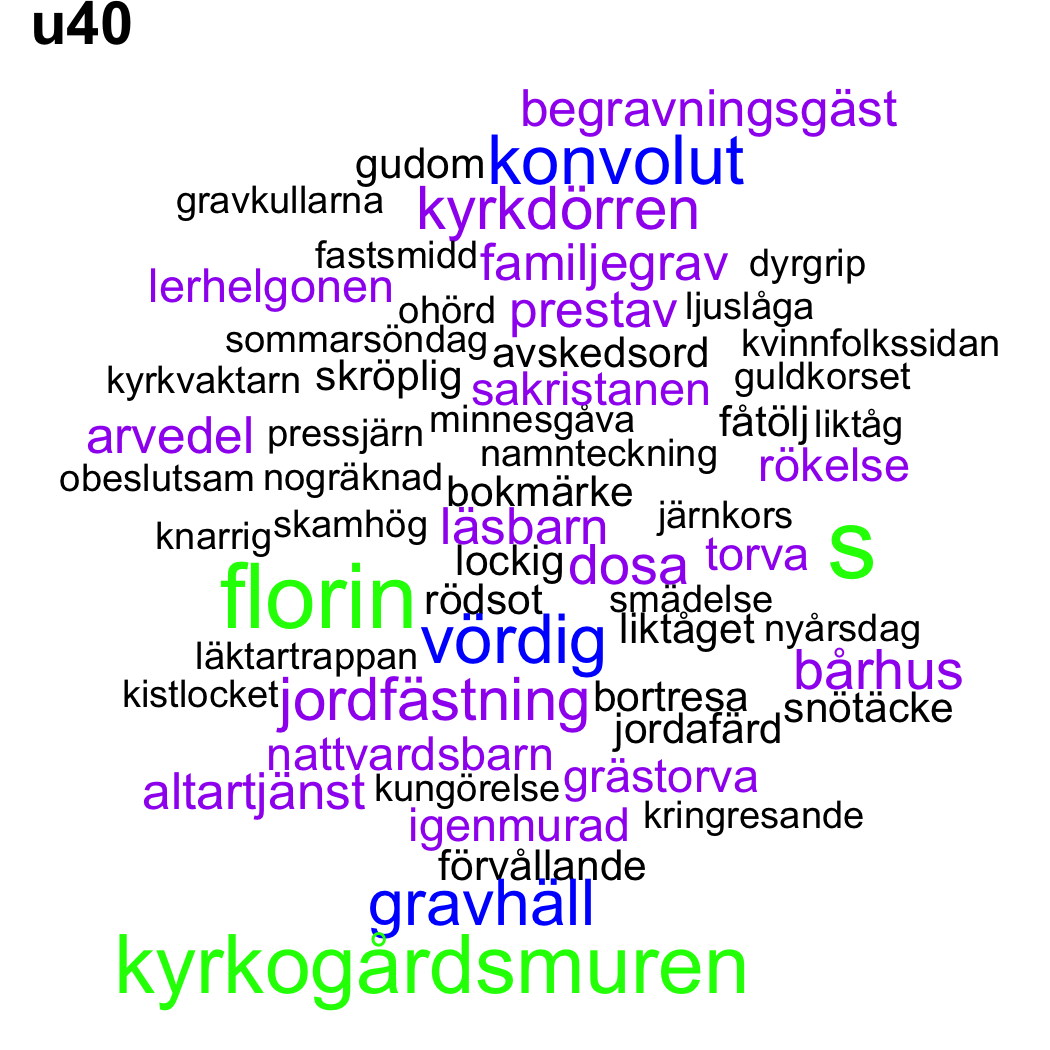 u40
begravningsgäst
gudom konvolut
gravkullarna kyrkdörren
fastsmidd familjegrav dyrgrip
lerhelgonen ohörd prestav ljuslåga
sommarsöndag avskedsord kvinnfolkssidan
kyrkvaktarn skröplig sakristanen guldkorset
arvedel pressjärn minnesgåva fåtölj liktåg
obeslutsam nogräknad namnteckning rökelse
bokmärke
knarrig skamhög läsbarn järnkors s
lockig dosa torva
florin rödsot smädelse
läktartrappan vördig liktåget nyårsdag
kistlocket jordfästning bortresa bårhus
jordafärd snötäcke
nattvardsbarn grästorva
altartjänst kungörelse kringresande
igenmurad
förvållande
gravhäll
kyrkogårdsmuren